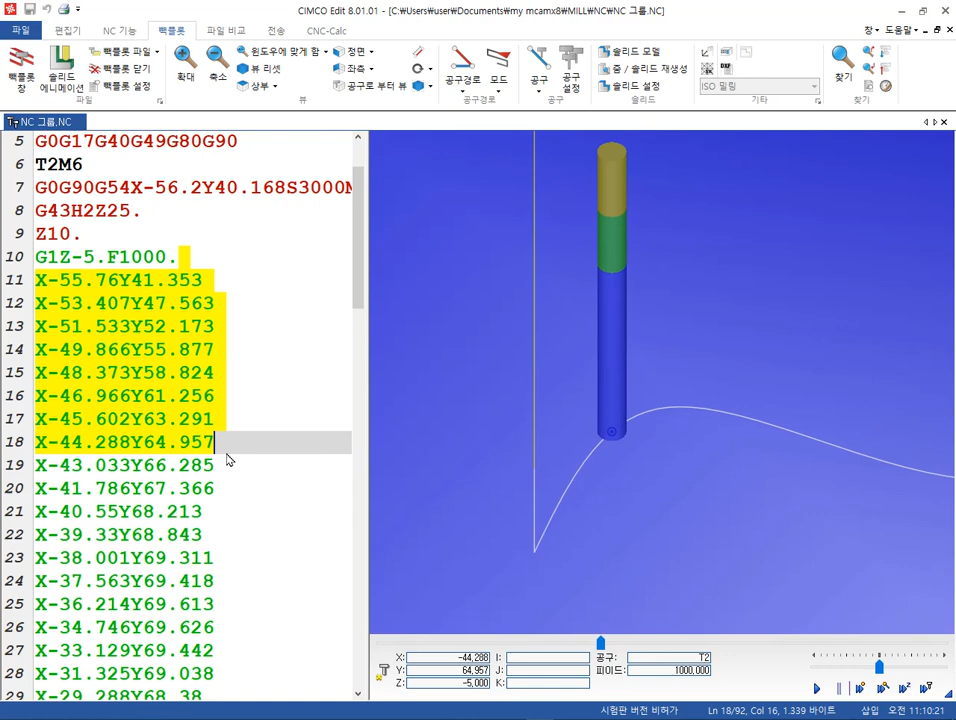 CIMCO Edit 8.01.01 - [C:₩Users₩user₩Documents₩my mcamx8₩MILL₩NC₩NC 그룹.NC]
파일 편집기 NC 기능 백플롯 파일 비교 전송 CNC-Calc 창 도움말
백플롯 창
솔리드 에니메이션
백플롯 파일
백플롯 닫기
백플롯 설정
파일
확대
축소
윈도우에 맞게 함
뷰 리셋
상부
정면
좌측
공구로 부터 뷰
뷰
공구경로
모드
공구경로
공구
공구 설정
공구
솔리드 모델
줌 / 솔리드 재생성
솔리드 설정
솔리드
DXF
ISO 밀링
기타
찾기
찾기
NC 그룹.NC
5 G0G17G40G49G80G90
6 T2M6
7 G0G90G54X-56.2Y40.168S3000M
8 G43H2Z25.
9 Z10.
10 G1Z-5.F1000.
11 X-55.76Y41.353
12 X-53.407Y47.563
13 X-51.533Y52.173
14 X-49.866Y55.877
15 X-48.373Y58.824
16 X-46.966Y61.256
17 X-45.602Y63.291
18 X-44.288Y64.957
19 X-43.033Y66.285
20 X-41.786Y67.366
21 X-40.55Y68.213
22 X-39.33Y68.843
23 X-38.001Y69.311
24 X-37.563Y69.418
25 X-36.214Y69.613
26 X-34.746Y69.626
27 X-33.129Y69.442
28 X-31.325Y69.038
29 X-29.288Y68.38
X: -44,288 I: 공구: T2
Y: 64,957 J: 피이드: 1000,000
Z: -5,000 K:
시험판 버전 비허가 Ln 18/92, Col 16, 1.339 바이트 삽입 오전 11:10:21